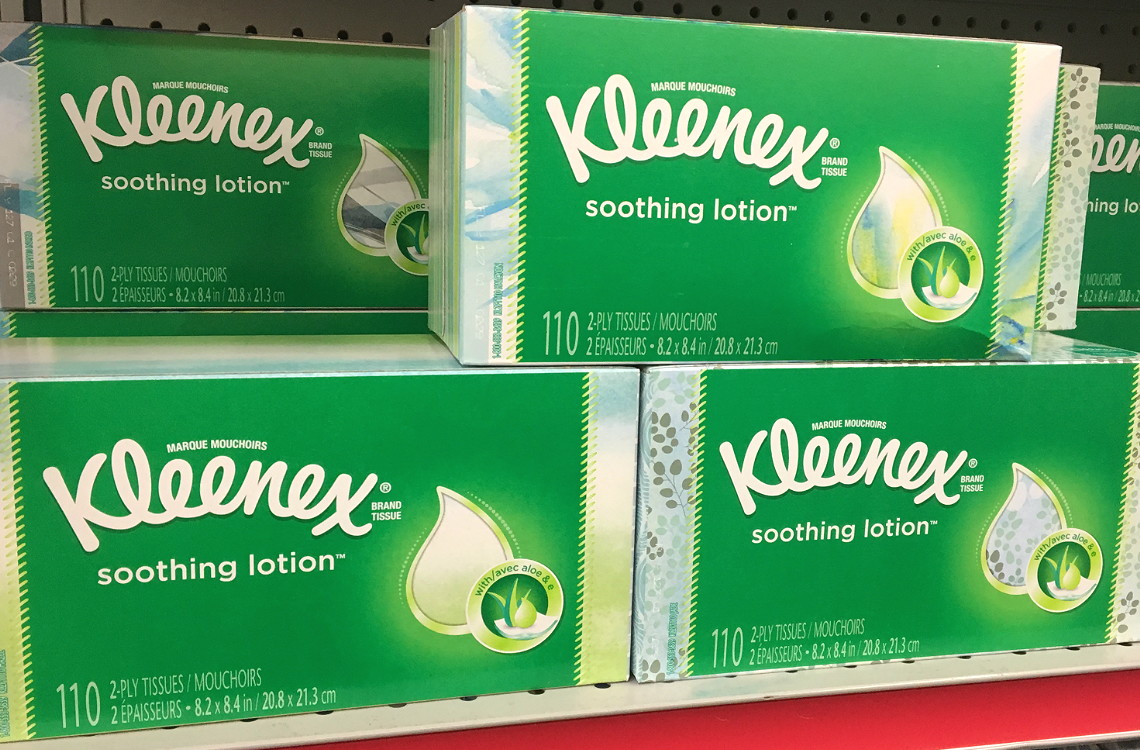 MARQUE MOUCHOIRS
Kleenex®
BRAND
TISSUE
soothing lotion™
with/avec
110 2-PLY TISSUES / MOUCHOIRS
2 ÉPAISSEURS • 8.2 x 8.4 in / 20.8 x 21.3 cm
MARQUE MOUCHOIRS
Kleenex®
BRAND
TISSUE
soothing lotion™
with/avec aloe & e
110 2-PLY TISSUES / MOUCHOIRS
2 ÉPAISSEURS • 8.2 x 8.4 in / 20.8 x 21.3 cm
MARQUE MOUCHOIRS
/ MOUCHOIRS
MARQUE MOUCHOIRS
Kleenex®
BRAND
TISSUE
soothing lotion™
with/avec aloe & e
110 2-PLY TISSUES / MOUCHOIRS
2 ÉPAISSEURS • 8.2 x 8.4 in / 20.8 x 21.3 cm
MARQUE MOUCHOIRS
Kleenex®
BRAND
TISSUE
soothing lotion™
with/avec aloe & e
110 2-PLY TISSUES / MOUCHOIRS
2 ÉPAISSEURS • 8.2 x 8.4 in / 20.8 x 21.3 cm